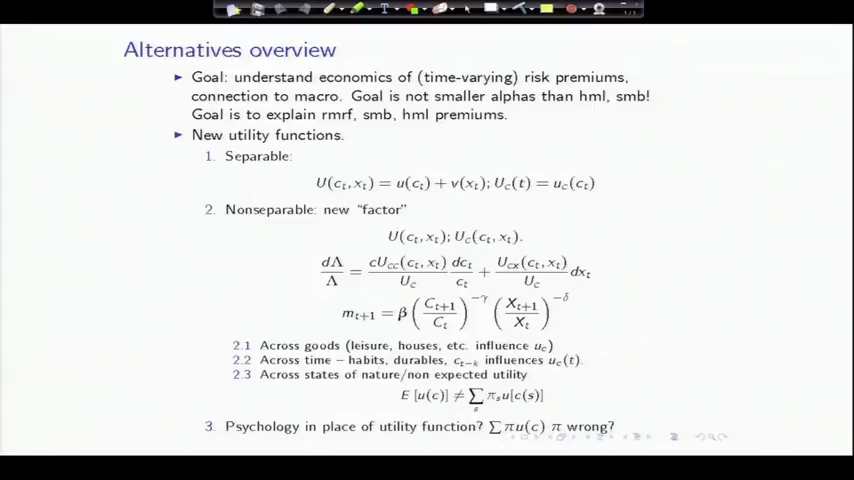 1/1
Alternatives overview
▶ Goal: understand economics of (time-varying) risk premiums,
connection to macro. Goal is not smaller alphas than hml, smb!
Goal is to explain rmrf, smb, hml premiums.
▶ New utility functions.
1. Separable:
U(c_t, x_t) = u(c_t) + v(x_t); U_c(t) = u_c(c_t)
2. Nonseparable: new "factor"
U(c_t, x_t); U_c(c_t, x_t).
dΛ/Λ = cU_cc(c_t, x_t)/U_c dc_t/c_t + U_cx(c_t, x_t)/U_c dx_t
m_{t+1} = β (C_{t+1}/C_t)^{−γ} (X_{t+1}/X_t)^{−δ}
2.1 Across goods (leisure, houses, etc. influence u_c)
2.2 Across time – habits, durables, c_{t−k} influences u_c(t).
2.3 Across states of nature/non expected utility
E [u(c)] ≠ ∑_s π_s u[c(s)]
3. Psychology in place of utility function? ∑ πu(c) π wrong?